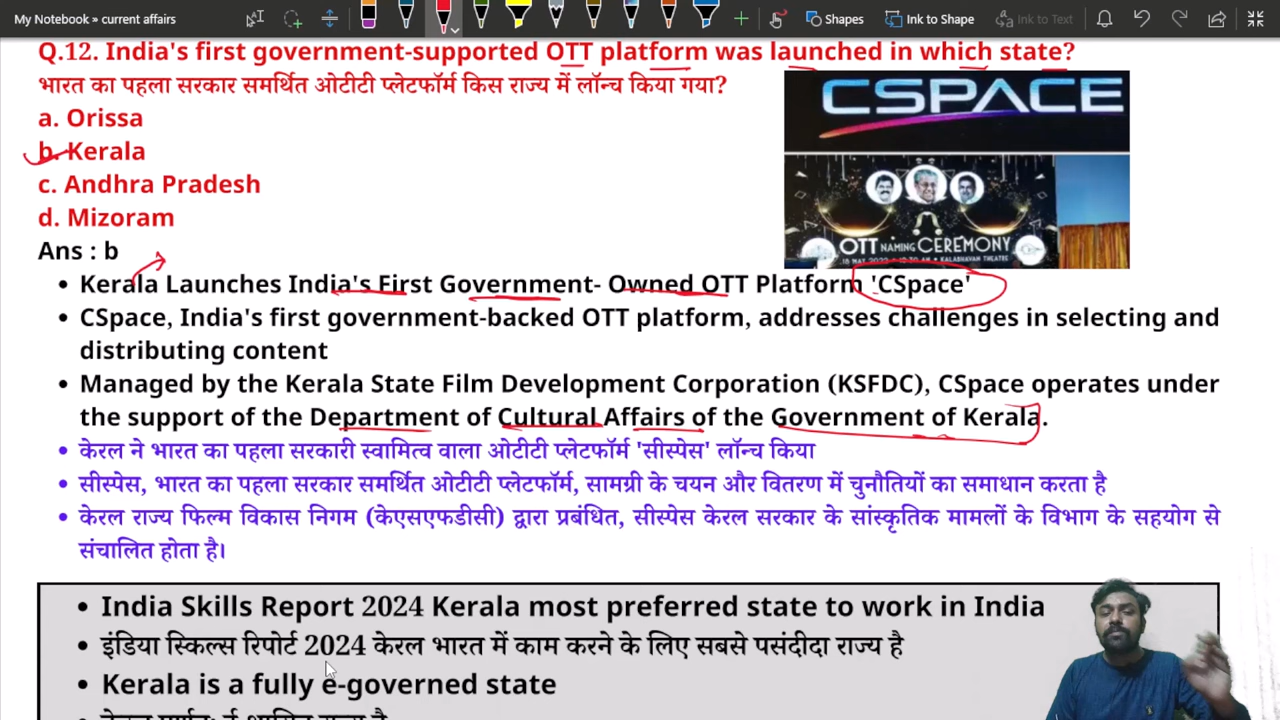 My Notebook » current affairs
Shapes
Ink to Shape
Ink to Text
Q.12. India's first government-supported OTT platform was launched in which state?
भारत का पहला सरकार समर्थित ओटीटी प्लेटफॉर्म किस राज्य में लॉन्च किया गया?
a. Orissa
b. Kerala
c. Andhra Pradesh
d. Mizoram
Ans : b
CSPACE
OTT NAMING CEREMONY
KALABHAVAN THEATRE
• Kerala Launches India's First Government- Owned OTT Platform 'CSpace'
• CSpace, India's first government-backed OTT platform, addresses challenges in selecting and
distributing content
• Managed by the Kerala State Film Development Corporation (KSFDC), CSpace operates under
the support of the Department of Cultural Affairs of the Government of Kerala.
• केरल ने भारत का पहला सरकारी स्वामित्व वाला ओटीटी प्लेटफॉर्म 'सीस्पेस' लॉन्च किया
• सीस्पेस, भारत का पहला सरकार समर्थित ओटीटी प्लेटफॉर्म, सामग्री के चयन और वितरण में चुनौतियों का समाधान करता है
• केरल राज्य फिल्म विकास निगम (केएसएफडीसी) द्वारा प्रबंधित, सीस्पेस केरल सरकार के सांस्कृतिक मामलों के विभाग के सहयोग से
संचालित होता है।
• India Skills Report 2024 Kerala most preferred state to work in India
• इंडिया स्किल्स रिपोर्ट 2024 केरल भारत में काम करने के लिए सबसे पसंदीदा राज्य है
• Kerala is a fully e-governed state